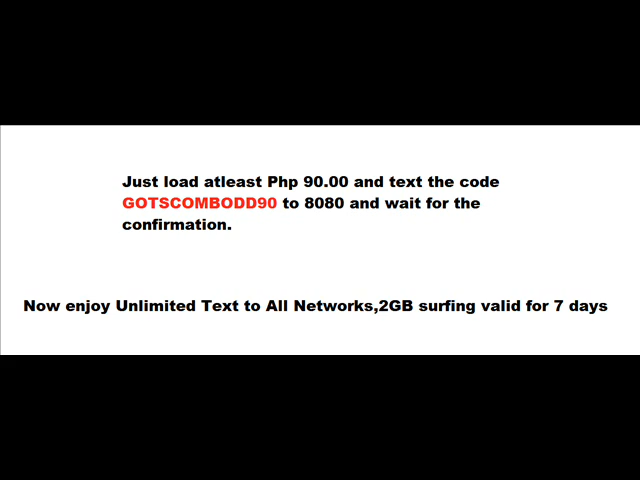 Just load atleast Php 90.00 and text the code
GOTSCOMBODD90 to 8080 and wait for the
confirmation.
Now enjoy Unlimited Text to All Networks,2GB surfing valid for 7 days